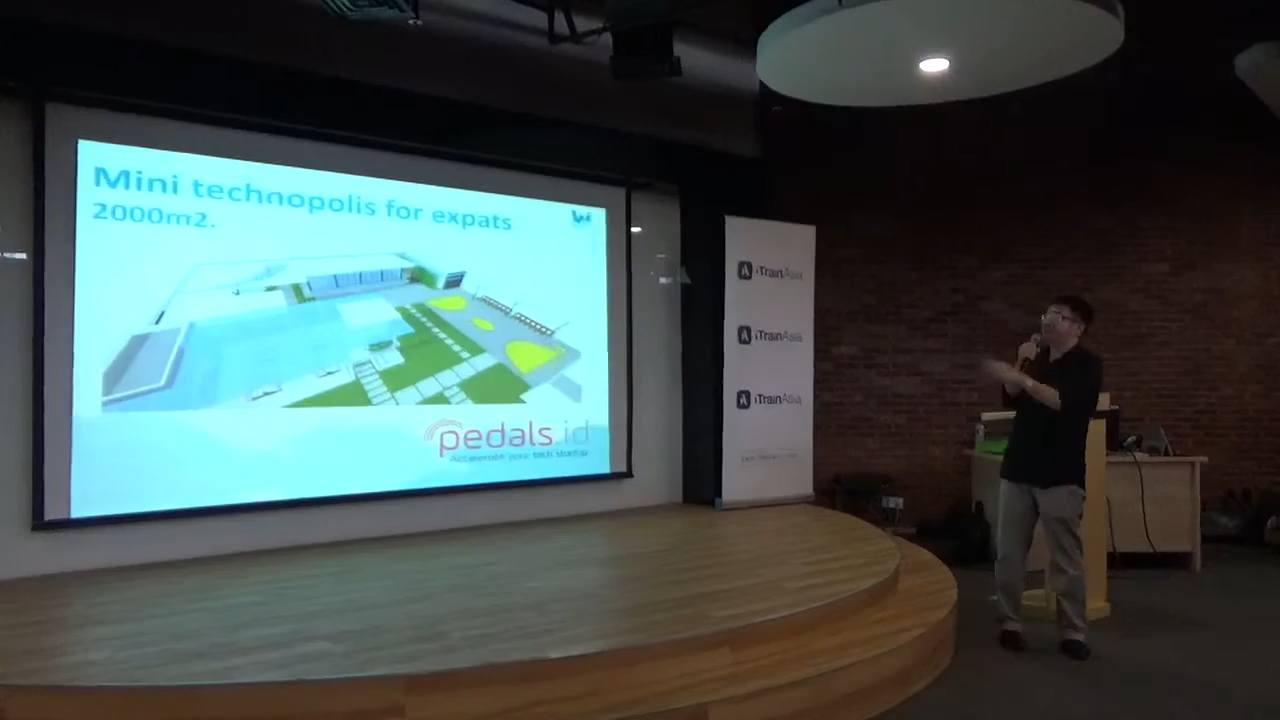 Mini technopolis for expats
2000m2.
pedals.id
Accelerate your tech startup
iTrainAsia
iTrainAsia
iTrainAsia